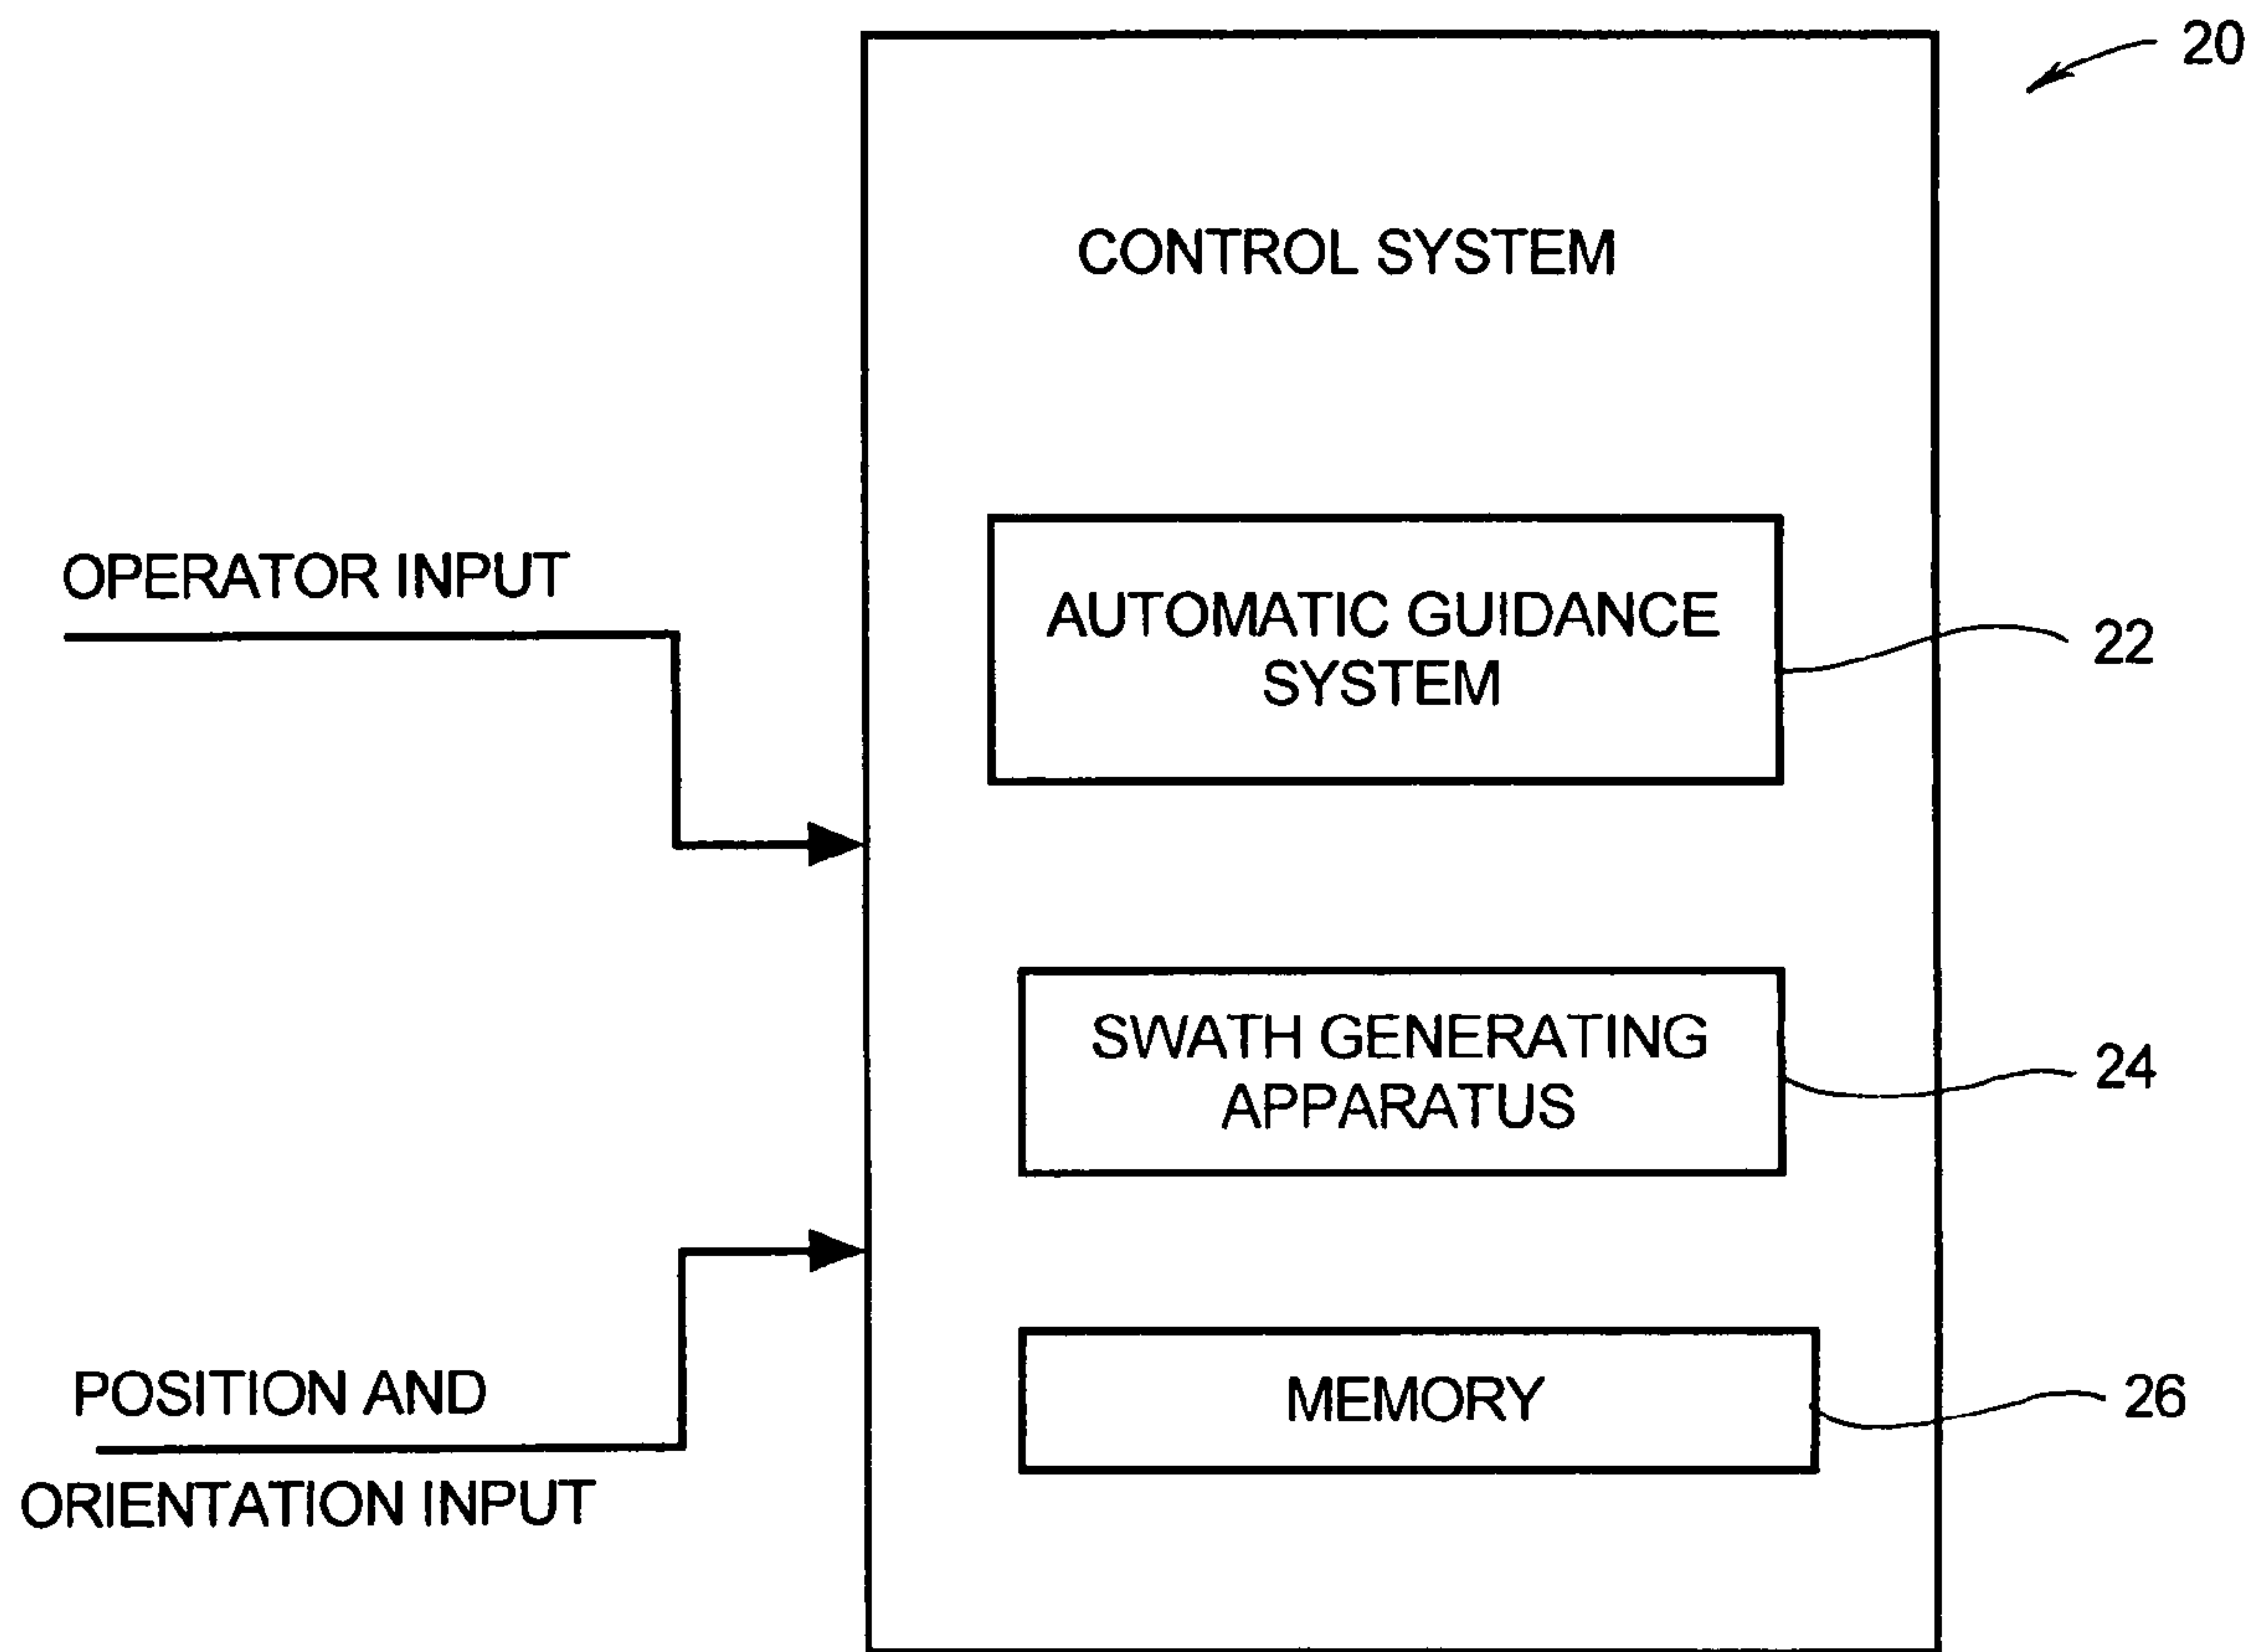 20
CONTROL SYSTEM
OPERATOR INPUT
AUTOMATIC GUIDANCE
SYSTEM
22
SWATH GENERATING
APPARATUS
24
POSITION AND
ORIENTATION INPUT
MEMORY
26